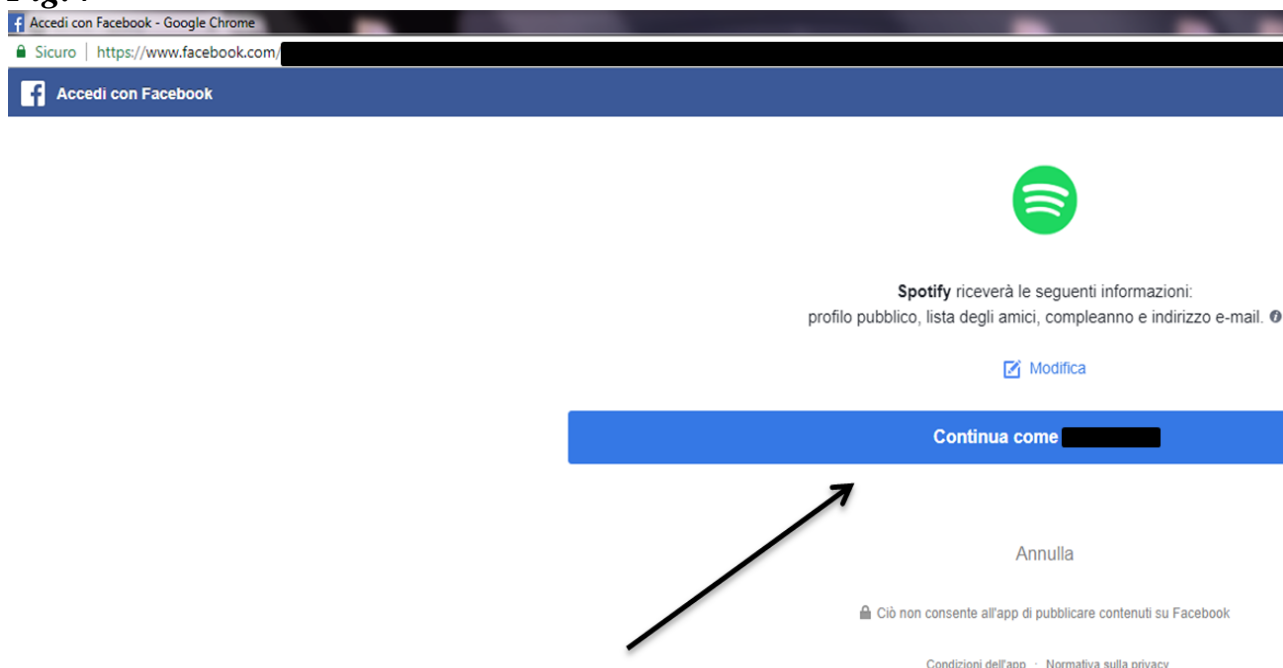 Accedi con Facebook - Google Chrome
Sicuro | https://www.facebook.com/
Accedi con Facebook
Spotify riceverà le seguenti informazioni:
profilo pubblico, lista degli amici, compleanno e indirizzo e-mail.
Modifica
Continua come
Annulla
Ciò non consente all'app di pubblicare contenuti su Facebook
Condizioni dell'app · Normativa sulla privacy